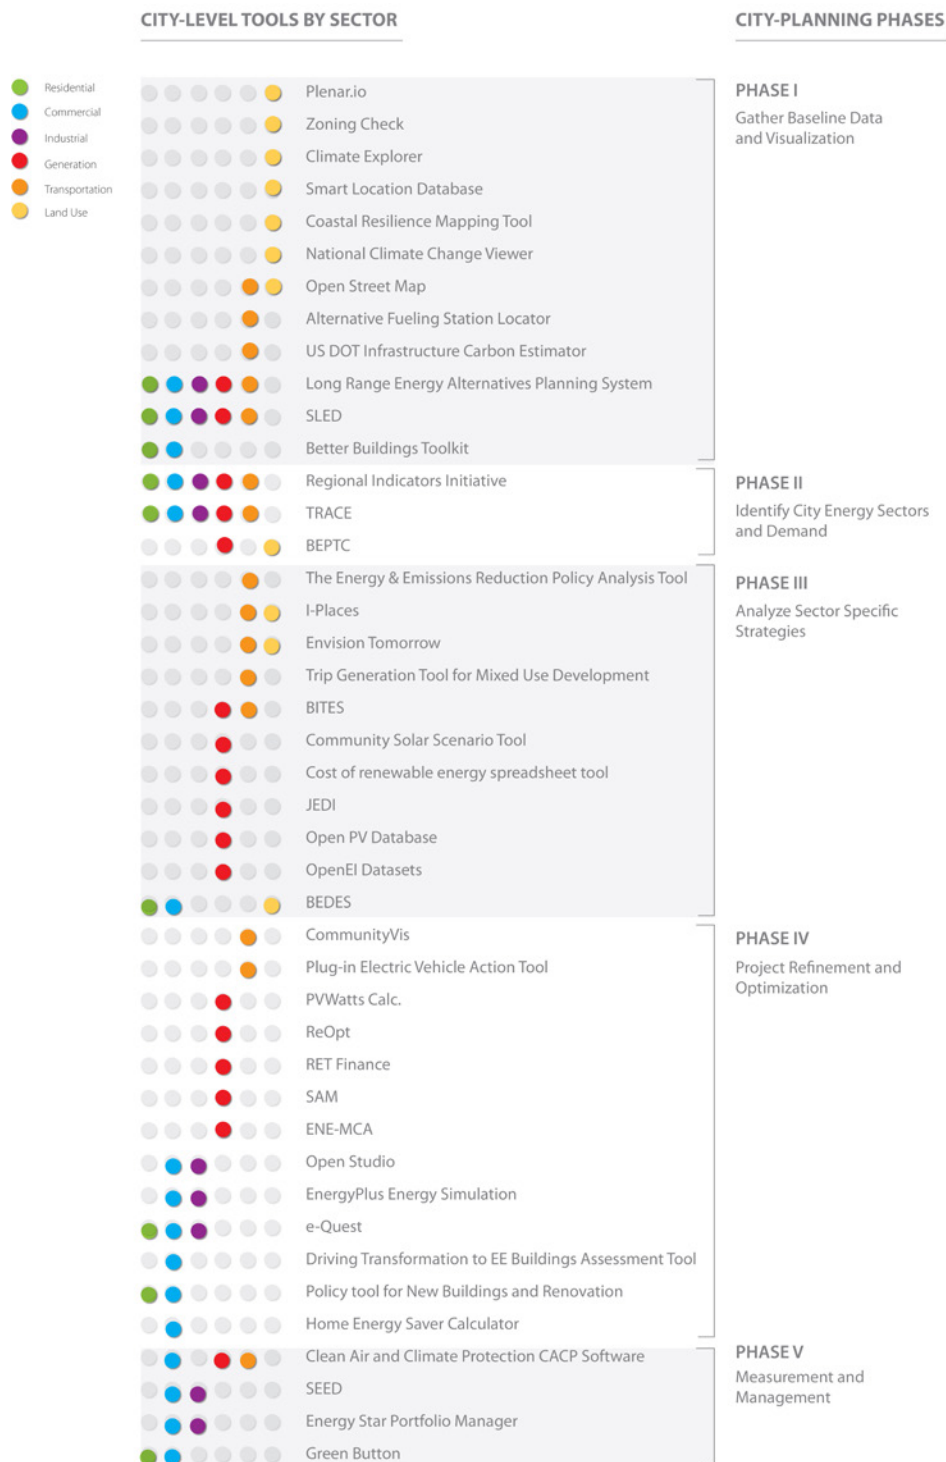 CITY-LEVEL TOOLS BY SECTOR
CITY-PLANNING PHASES
Residential
Commercial
Industrial
Generation
Transportation
Land Use
Plenar.io
Zoning Check
Climate Explorer
Smart Location Database
Coastal Resilience Mapping Tool
National Climate Change Viewer
Open Street Map
Alternative Fueling Station Locator
US DOT Infrastructure Carbon Estimator
Long Range Energy Alternatives Planning System
SLED
Better Buildings Toolkit
PHASE I
Gather Baseline Data
and Visualization
Regional Indicators Initiative
TRACE
BEPTC
PHASE II
Identify City Energy Sectors
and Demand
The Energy & Emissions Reduction Policy Analysis Tool
I-Places
Envision Tomorrow
Trip Generation Tool for Mixed Use Development
BITES
Community Solar Scenario Tool
Cost of renewable energy spreadsheet tool
JEDI
Open PV Database
OpenEI Datasets
BEDES
PHASE III
Analyze Sector Specific
Strategies
CommunityVis
Plug-in Electric Vehicle Action Tool
PVWatts Calc.
ReOpt
RET Finance
SAM
ENE-MCA
Open Studio
EnergyPlus Energy Simulation
e-Quest
Driving Transformation to EE Buildings Assessment Tool
Policy tool for New Buildings and Renovation
Home Energy Saver Calculator
PHASE IV
Project Refinement and
Optimization
Clean Air and Climate Protection CACP Software
SEED
Energy Star Portfolio Manager
Green Button
PHASE V
Measurement and
Management